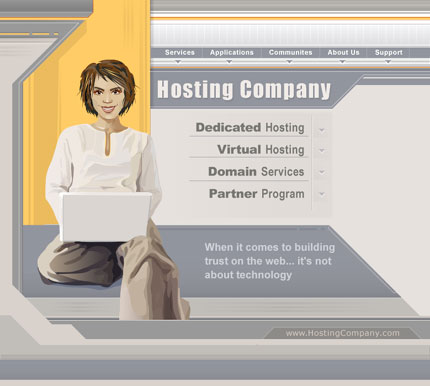 Services Applications Communites About Us Support
Hosting Company
Dedicated Hosting
Virtual Hosting
Domain Services
Partner Program
When it comes to building
trust on the web... it's not
about technology
www.HostingCompany.com